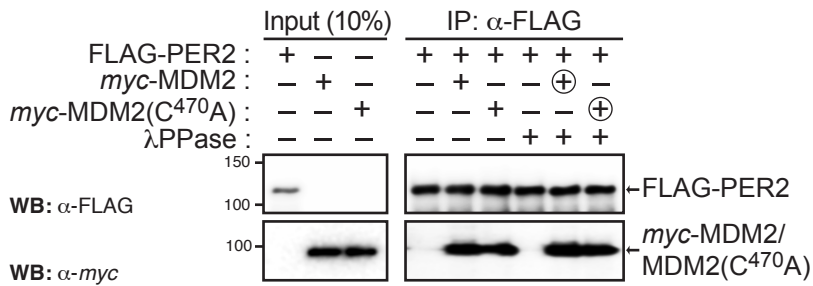 Input (10%) IP: α-FLAG
FLAG-PER2 : + – – + + + + + +
myc-MDM2 : – + – – + – – ⊕ –
myc-MDM2(C⁴⁷⁰A) : – – + – – + – – ⊕
λPPase : – – – – – – + + +
150
100
WB: α-FLAG
←FLAG-PER2
100
WB: α-myc
←myc-MDM2/
MDM2(C⁴⁷⁰A)